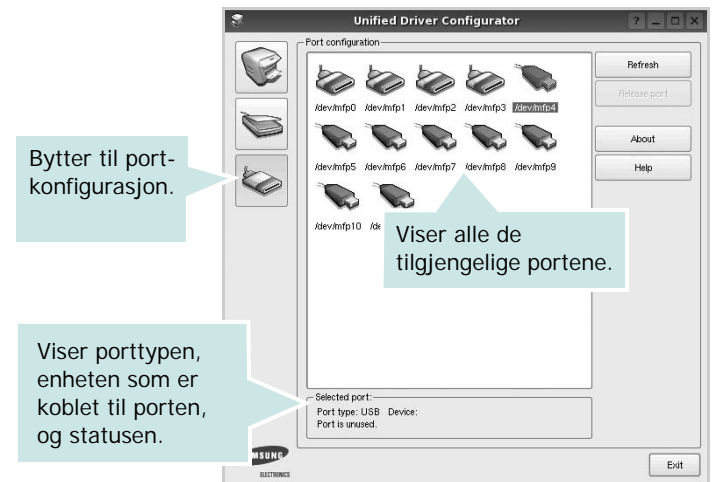 Unified Driver Configurator
Port configuration
/dev/mfp0 /dev/mfp1 /dev/mfp2 /dev/mfp3 /dev/mfp4
/dev/mfp5 /dev/mfp6 /dev/mfp7 /dev/mfp8 /dev/mfp9
/dev/mfp10
Refresh
Release port
About
Help
Bytter til port-
konfigurasjon.
Viser alle de
tilgjengelige portene.
Viser porttypen,
enheten som er
koblet til porten,
og statusen.
Selected port:
Port type: USB Device:
Port is unused.
MSUNG
ELECTRONICS
Exit